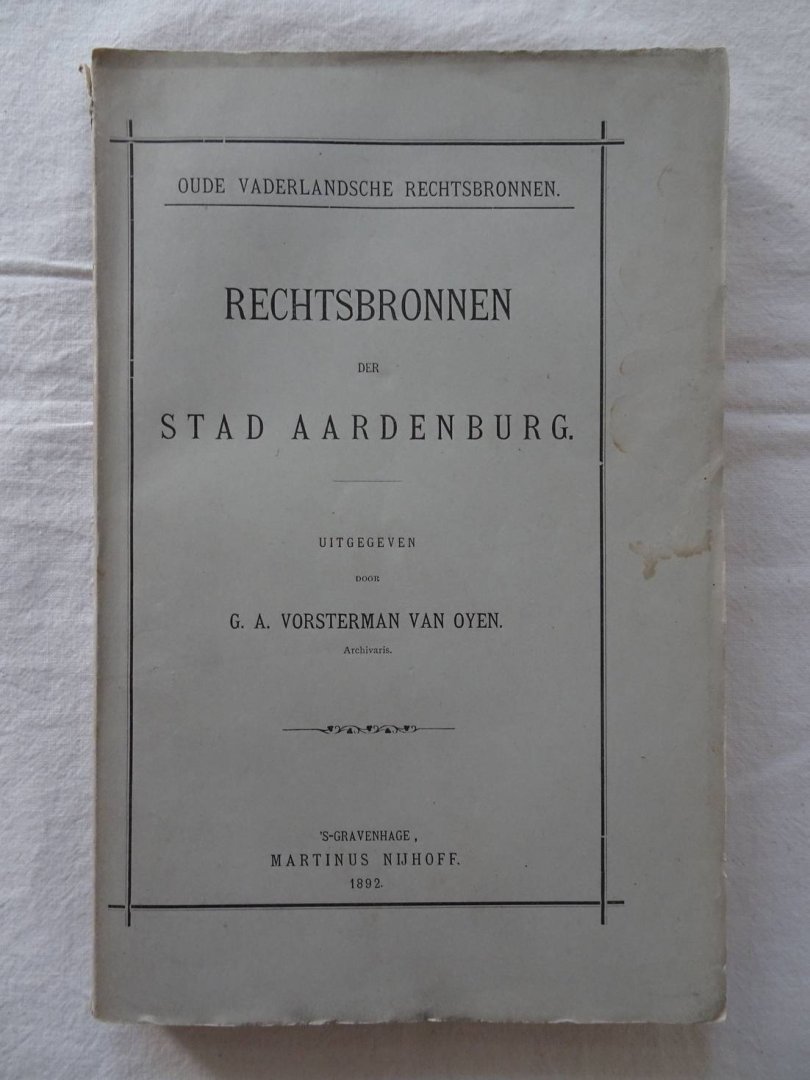 OUDE VADERLANDSCHE RECHTSBRONNEN.
RECHTSBRONNEN
DER
STAD AARDENBURG.
UITGEGEVEN
DOOR
G. A. VORSTERMAN VAN OYEN.
Archivaris.
'S-GRAVENHAGE,
MARTINUS NIJHOFF.
1892.